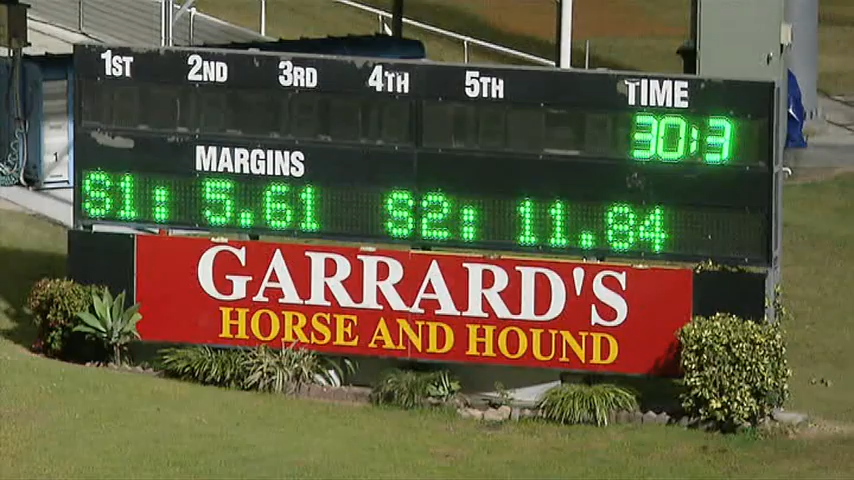 1ST 2ND 3RD 4TH 5TH TIME
30:3
MARGINS
S1: 5.61 S2: 11.84
GARRARD'S
HORSE AND HOUND
1